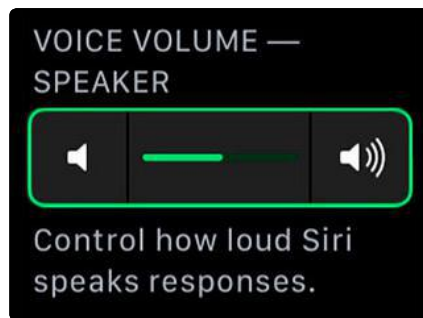 VOICE VOLUME —
SPEAKER
Control how loud Siri
speaks responses.